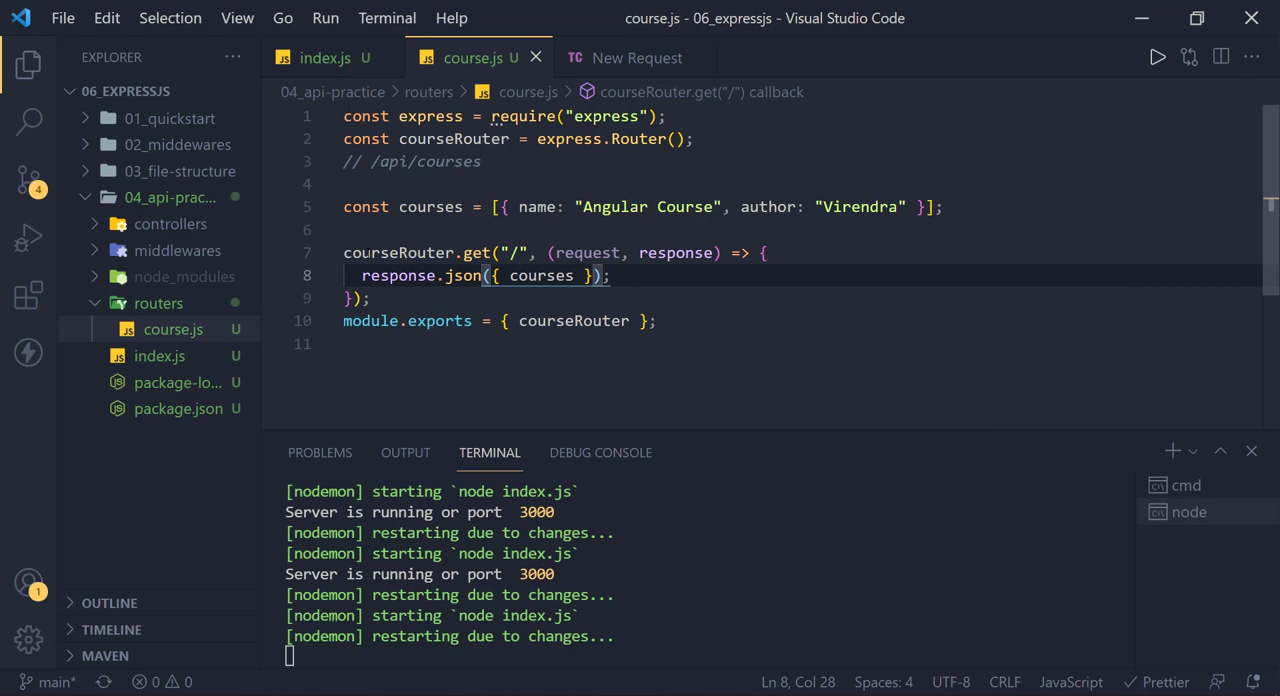 File Edit Selection View Go Run Terminal Help course.js - 06_expressjs - Visual Studio Code
EXPLORER ...
06_EXPRESSJS
01_quickstart
02_middewares
03_file-structure
04_api-prac...
controllers
middlewares
node_modules
routers
JS course.js U
JS index.js U
package-lo... U
package.json U
OUTLINE
TIMELINE
MAVEN
4
1
JS index.js U JS course.js U TC New Request
04_api-practice > routers > JS course.js > courseRouter.get("/") callback
1 const express = require("express");
2 const courseRouter = express.Router();
3 // /api/courses
4
5 const courses = [{ name: "Angular Course", author: "Virendra" }];
6
7 courseRouter.get("/", (request, response) => {
8 response.json({ courses });
9 });
10 module.exports = { courseRouter };
11
PROBLEMS OUTPUT TERMINAL DEBUG CONSOLE
[nodemon] starting `node index.js`
Server is running or port 3000
[nodemon] restarting due to changes...
[nodemon] starting `node index.js`
Server is running or port 3000
[nodemon] restarting due to changes...
[nodemon] starting `node index.js`
[nodemon] restarting due to changes...
cmd
node
main* 0 0 Ln 8, Col 28 Spaces: 4 UTF-8 CRLF JavaScript Prettier